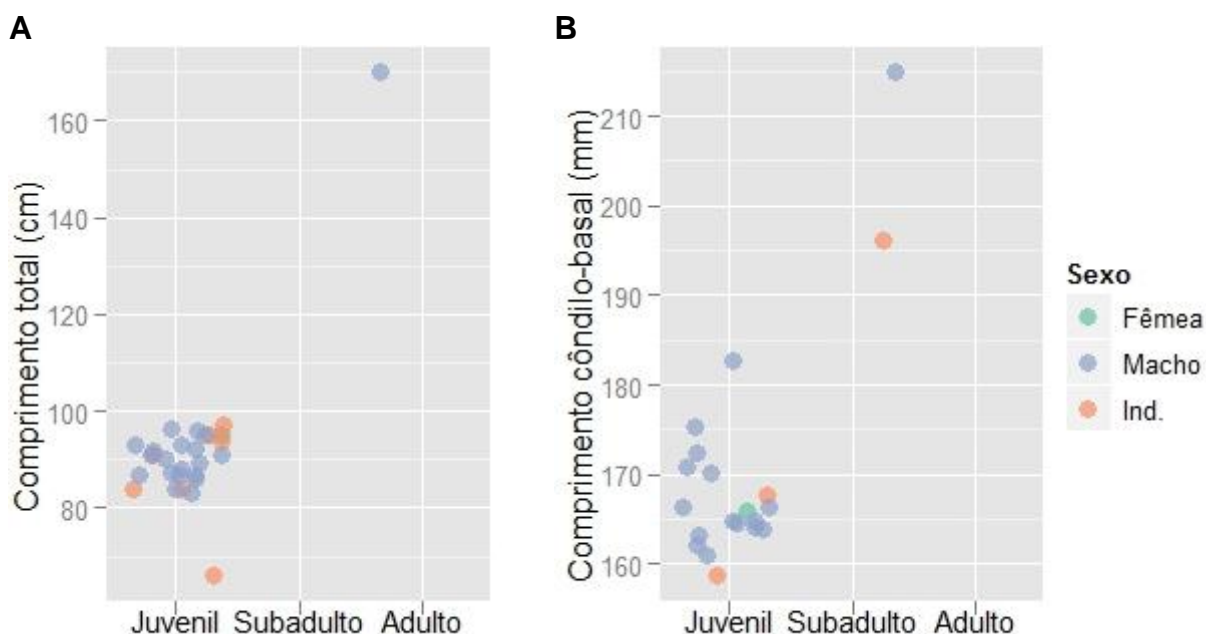 A
Comprimento total (cm)
160
140
120
100
80
Juvenil Subadulto Adulto
B
Comprimento côndilo-basal (mm)
210
200
190
180
170
160
Juvenil Subadulto Adulto
Sexo
Fêmea
Macho
Ind.